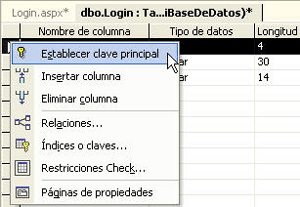 Login.aspx* dbo.Login : Ta...iBaseDeDatos)*
Nombre de columna Tipo de datos Longitud
Establecer clave principal 4
Insertar columna ar 30
Eliminar columna ar 14
Relaciones...
Índices o claves...
Restricciones Check...
Páginas de propiedades